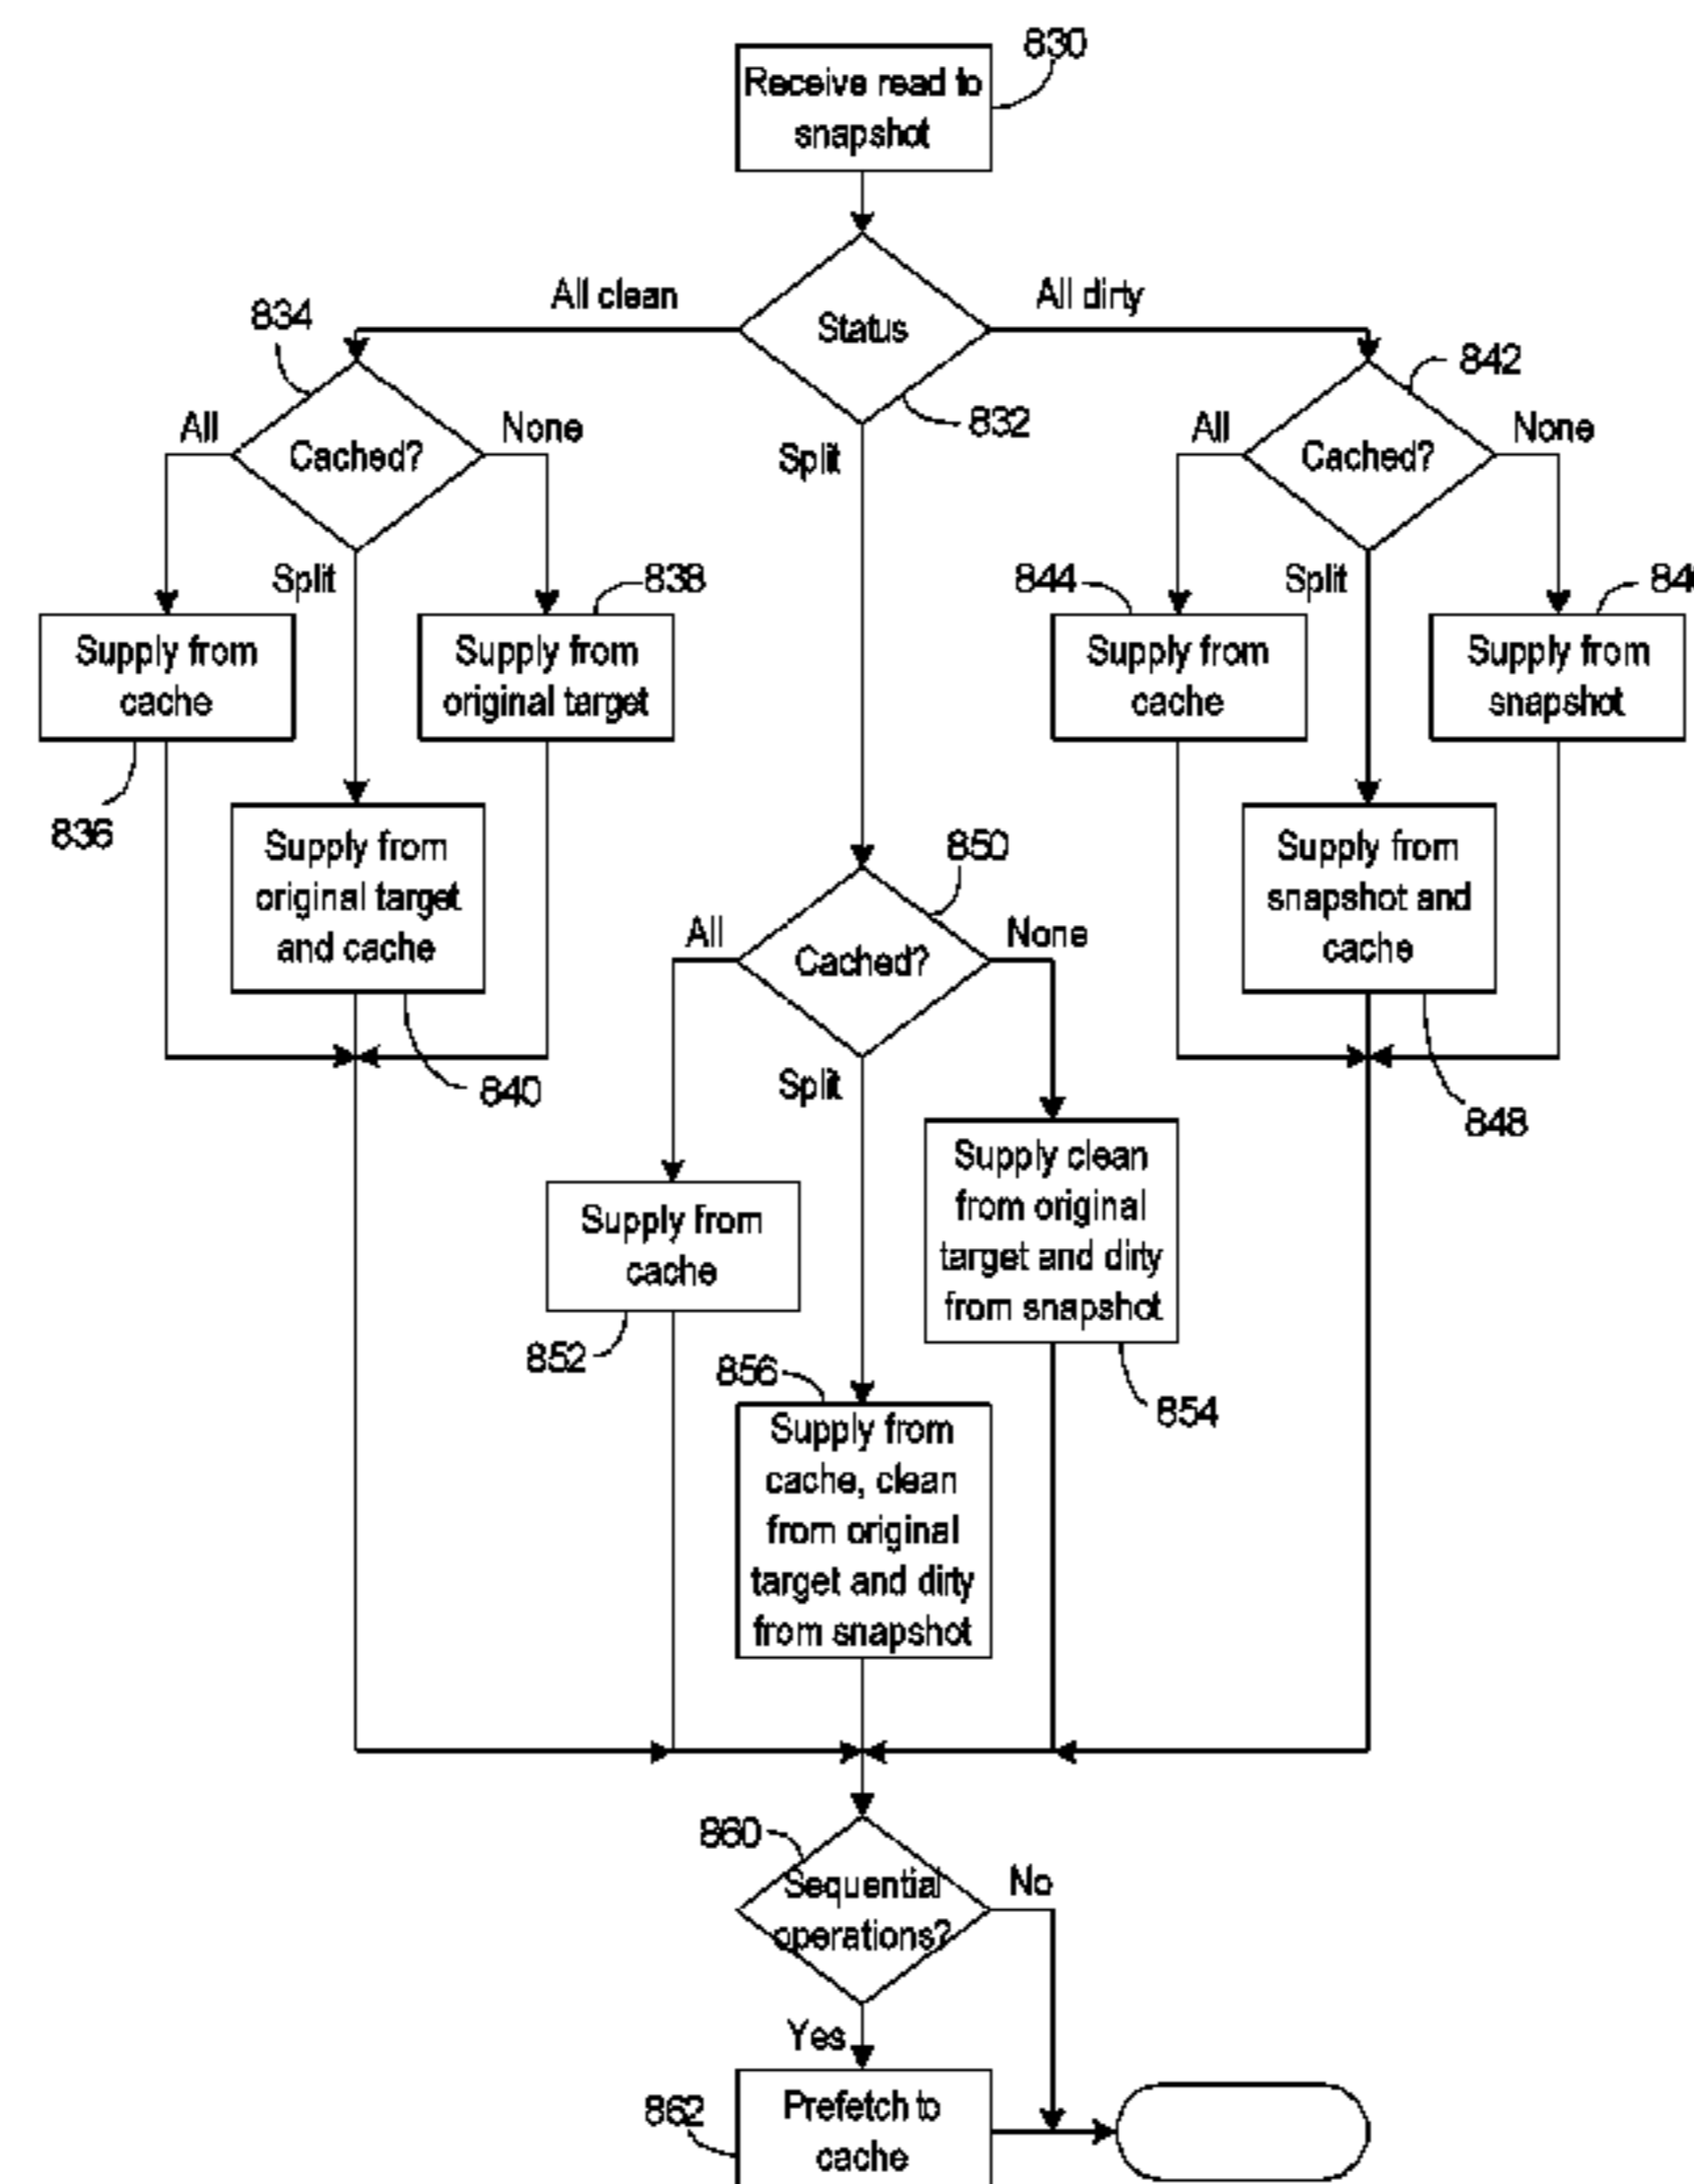 830
Receive read to
snapshot
All clean
All dirty
Status
834
842
832
All
None
Cached?
Split
All
None
Cached?
Split
838
844
Split
Supply from
cache
Supply from
original target
Supply from
cache
Supply from
snapshot
836
Supply from
original target
and cache
850
Supply from
snapshot and
cache
All
None
Cached?
840
Split
848
Supply clean
from original
target and dirty
from snapshot
Supply from
cache
852
856
854
Supply from
cache, clean
from original
target and dirty
from snapshot
860
Sequential
operations?
No
Yes
862
Prefetch to
cache